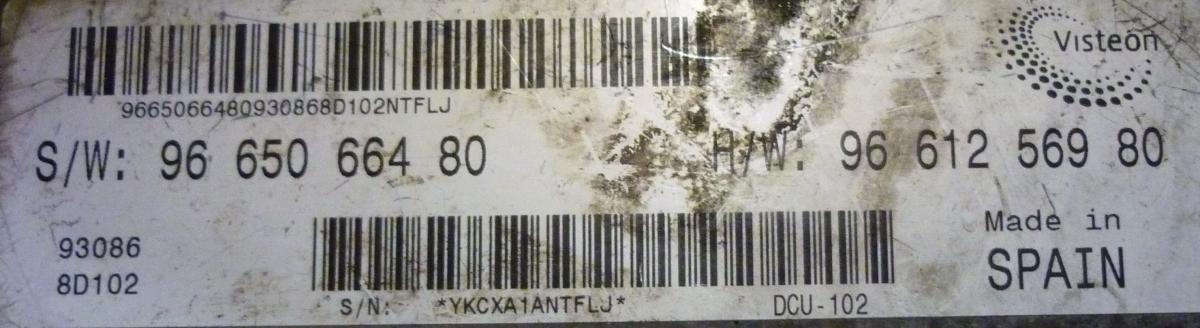 Visteon
9665066480930868D102NTFLJ
S/W: 96 650 664 80 H/W: 96 612 569 80
93086
8D102
Made in
SPAIN
S/N: *YKCXA1ANTFLJ* DCU-102